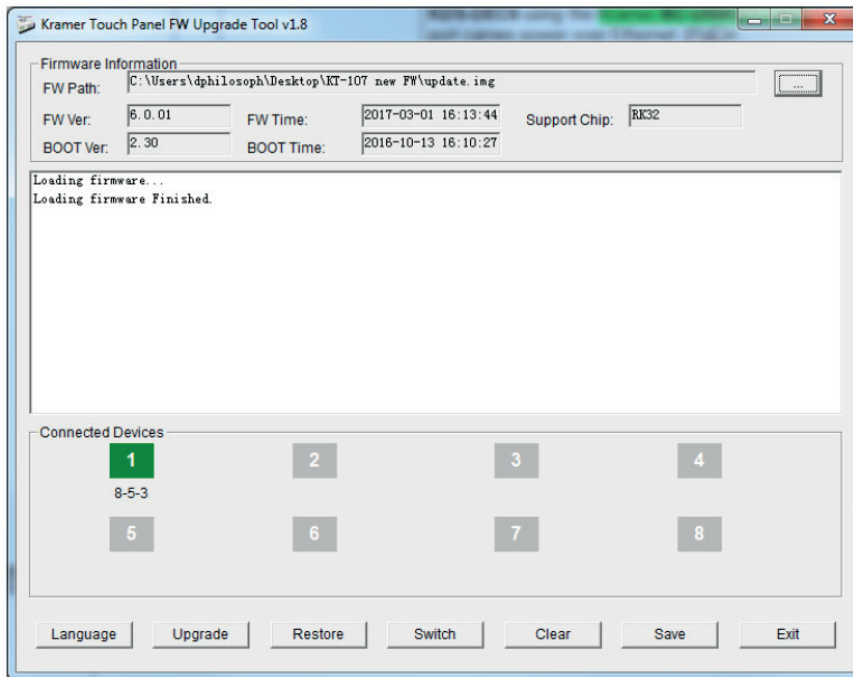 Kramer Touch Panel FW Upgrade Tool v1.8
Firmware Information
FW Path: C:\Users\dphilosoph\Desktop\KT-107 new FW\update.img ...
FW Ver: 6.0.01 FW Time: 2017-03-01 16:13:44 Support Chip: RK32
BOOT Ver: 2.30 BOOT Time: 2016-10-13 16:10:27
Loading firmware...
Loading firmware Finished.
Connected Devices
1 2 3 4
8-5-3
5 6 7 8
Language Upgrade Restore Switch Clear Save Exit